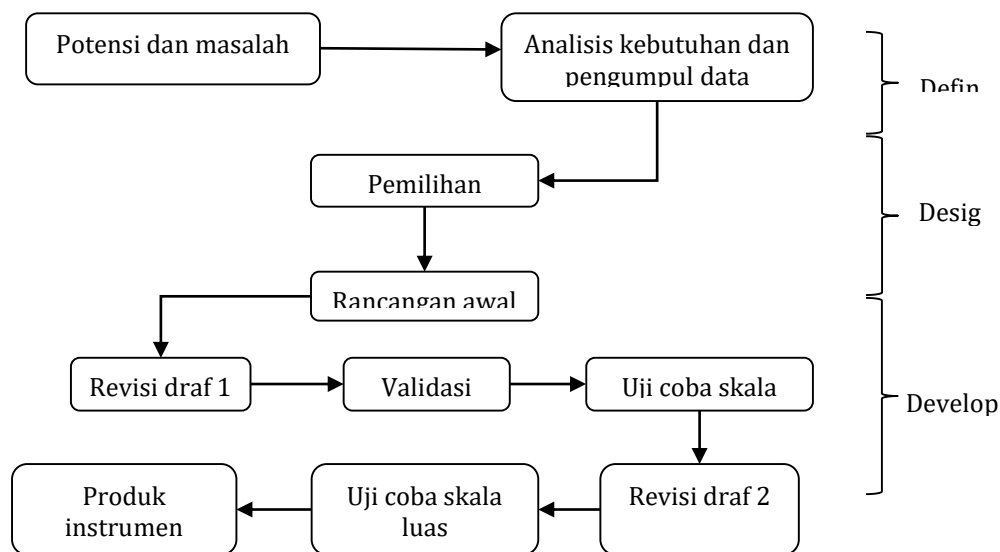 Potensi dan masalah
Analisis kebutuhan dan
pengumpul data
Defin
Pemilihan
Desig
Rancangan awal
Revisi draf 1
Validasi
Uji coba skala
Develop
Produk
instrumen
Uji coba skala
luas
Revisi draf 2